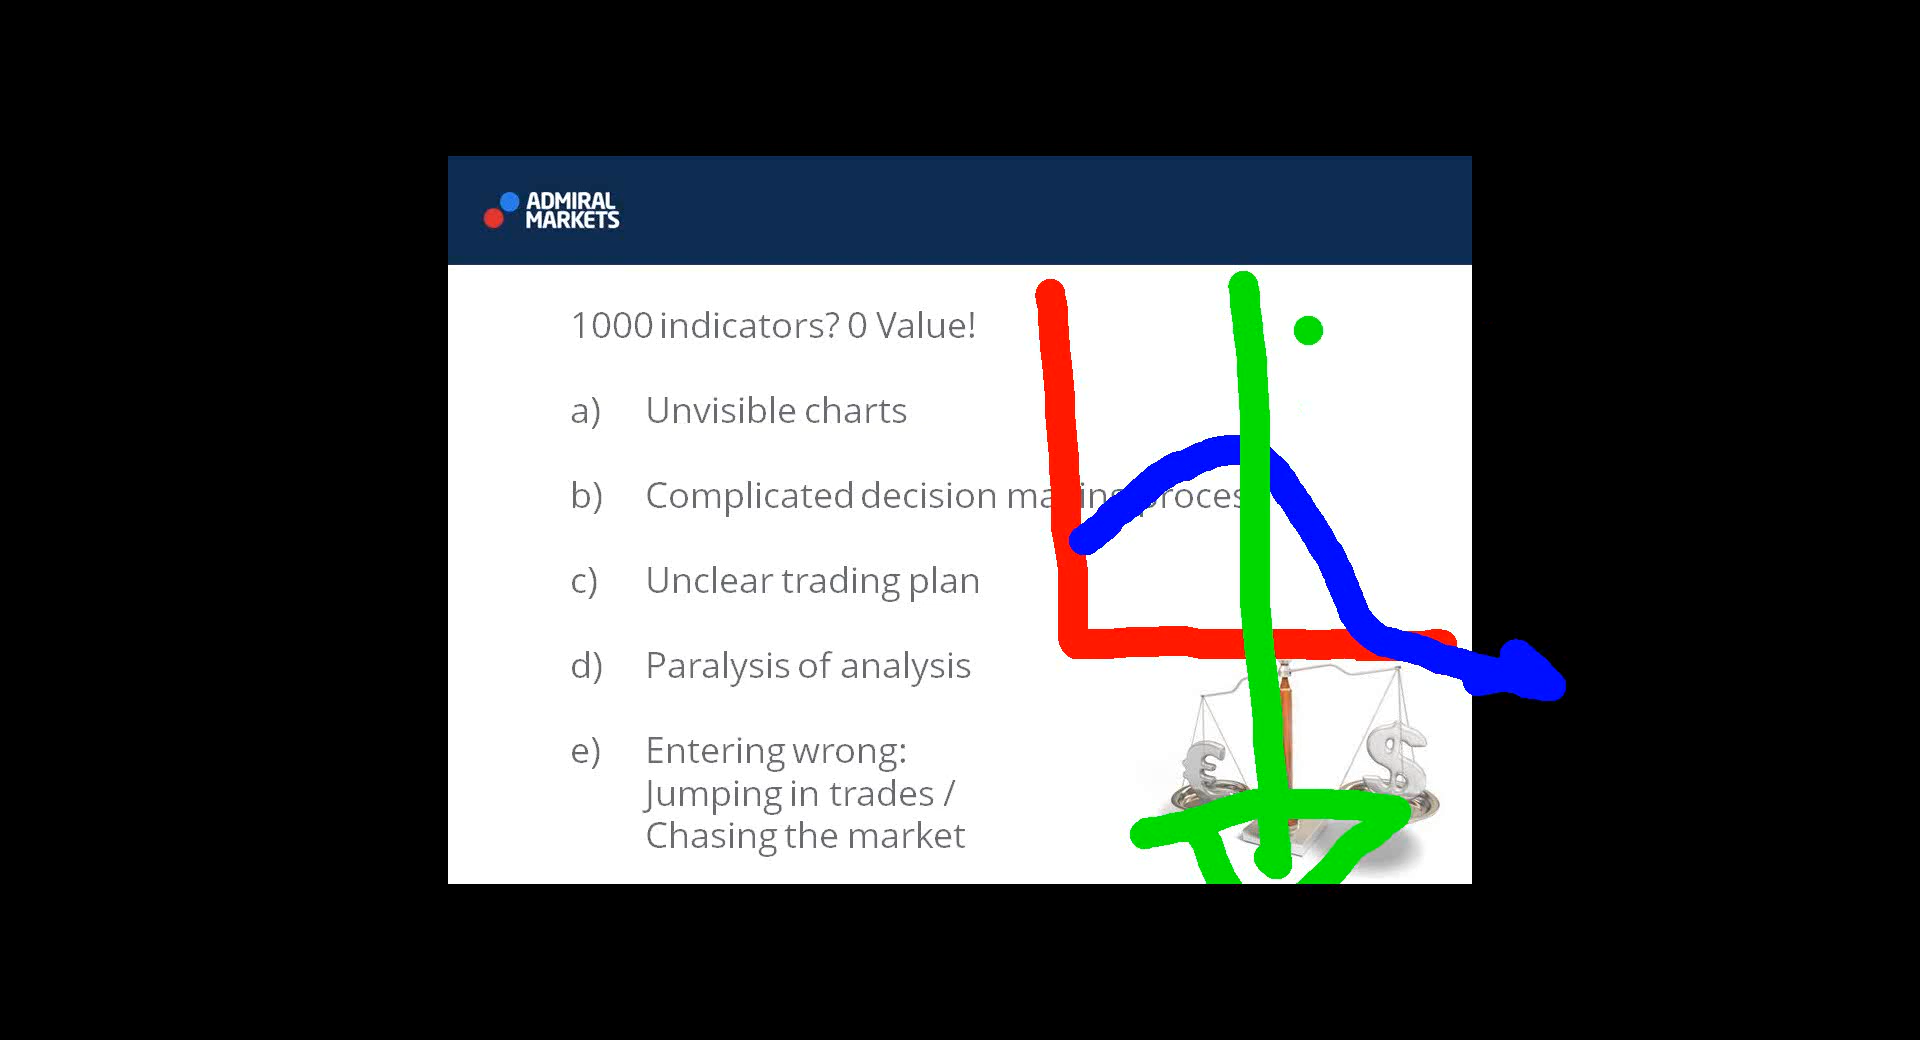 ADMIRAL
MARKETS
1000 indicators? 0 Value!
a) Unvisible charts
b) Complicated decision
c) Unclear trading plan
d) Paralysis of analysis
e) Entering wrong:
Jumping in trades /
Chasing the market
€ $